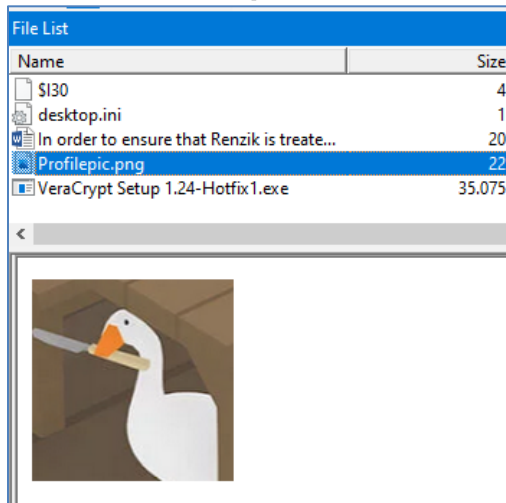 File List
Name Size
$I30 4
desktop.ini 1
In order to ensure that Renzik is treate... 20
Profilepic.png 22
VeraCrypt Setup 1.24-Hotfix1.exe 35.075